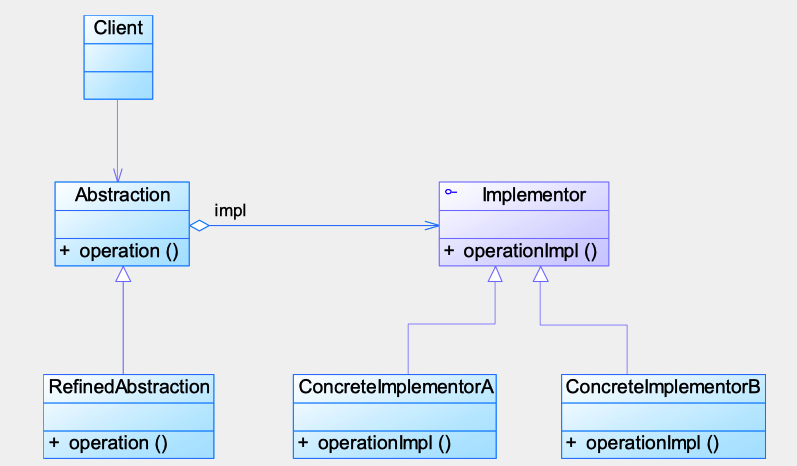 Client
Abstraction
+ operation ()
impl
Implementor
+ operationImpl ()
RefinedAbstraction
+ operation ()
ConcreteImplementorA
+ operationImpl ()
ConcreteImplementorB
+ operationImpl ()